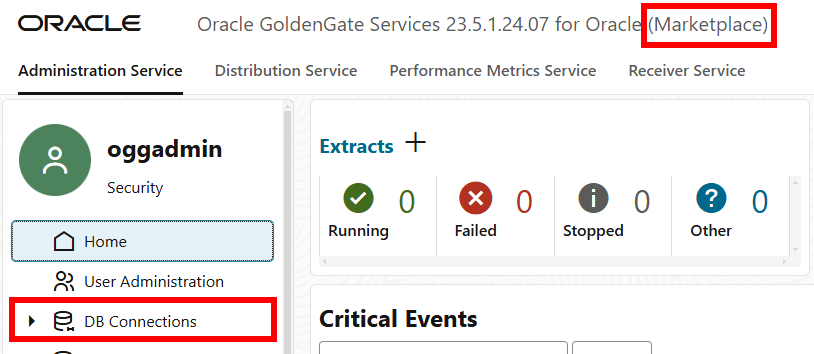 ORACLE
Oracle GoldenGate Services 23.5.1.24.07 for Oracle (Marketplace)
Administration Service Distribution Service Performance Metrics Service Receiver Service
oggadmin
Security
Home
User Administration
DB Connections
Extracts
0 0 0 0
Running Failed Stopped Other
Critical Events